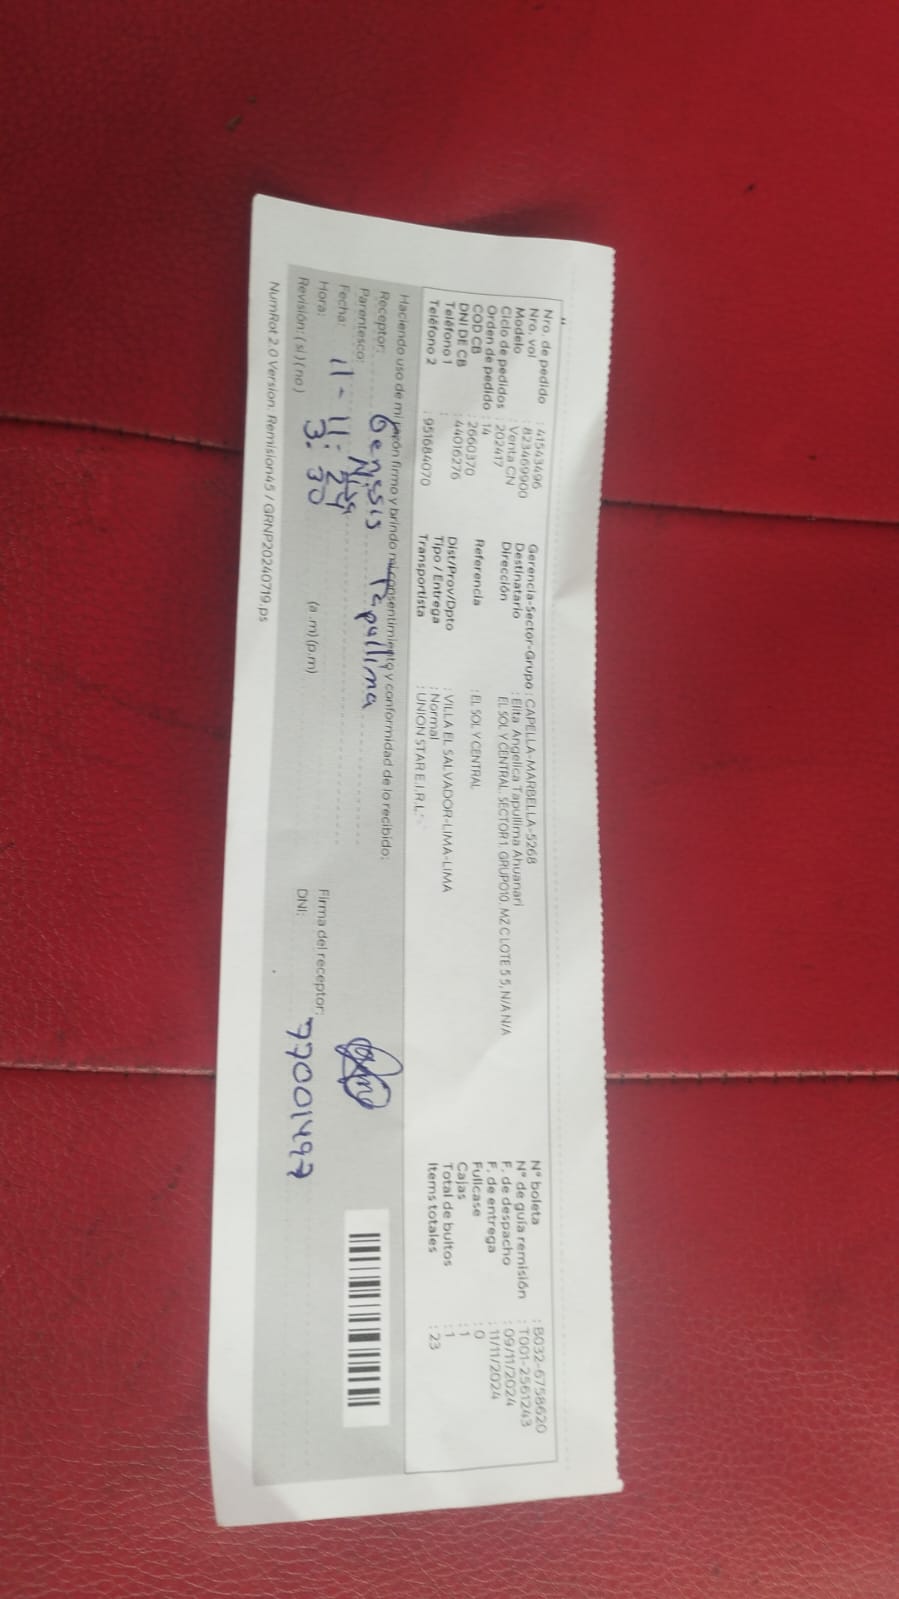 Nro. de pedido : 41543496
Nro. vol : 823469900
Modelo : Venta CN
Ciclo de pedidos : 202417
Orden de pedido : 14
COD CB : 2660370
DNI DE CB : 44016276
Teléfono 1 :
Teléfono 2 : 951684070
Gerencia-Sector-Grupo : CAPELLA-MARBELLA-5268
Destinatario : Elita Angelica Tapullima Ahuanari
Dirección EL SOL Y CENTRAL. SECTOR1. GRUPO10. MZ C LOTE 5 5, N/A N/A
Referencia : EL SOL Y CENTRAL
Dist/Prov/Dpto : VILLA EL SALVADOR-LIMA-LIMA
Tipo / Entrega : Normal
Transportista : UNION STAR E.I.R.L.
N° boleta : B032-6758620
N° de guía remisión : T001-2561243
F. de despacho : 09/11/2024
F. de entrega : 11/11/2024
Fullcase : 0
Cajas : 1
Total de bultos : 1
Items totales : 23
Haciendo uso de mi razón firmo y brindo mi consentimiento y conformidad de lo recibido:
Receptor: Genesis Tapullima
Parentesco:
Fecha: 11-11-24
Hora: 3:30 (a.m) (p.m)
Revisión: ( si ) ( no )
Firma del receptor:
DNI: 77001497
NumRot 2.0 Version: Remision45 / GRNP20240719.ps